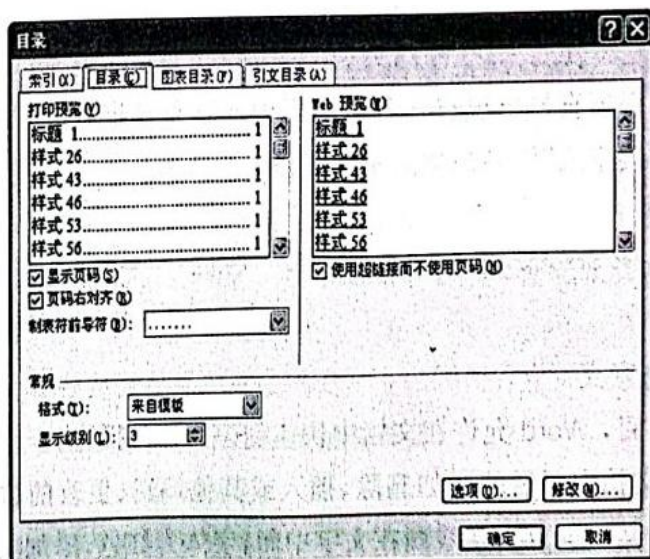 目录
索引(X) 目录(C) 图表目录(F) 引文目录(A)
打印预览(V)
标题 1............................ 1
样式 26............................ 1
样式 43............................ 1
样式 46............................ 1
样式 53............................ 1
样式 56............................ 1
显示页码(S)
页码右对齐(R)
制表符前导符(B): .......
Web 预览(W)
标题 1
样式 26
样式 43
样式 46
样式 53
样式 56
使用超链接而不使用页码(H)
常规
格式(T): 来自模板
显示级别(L): 3
选项(O)... 修改(M)...
确定 取消